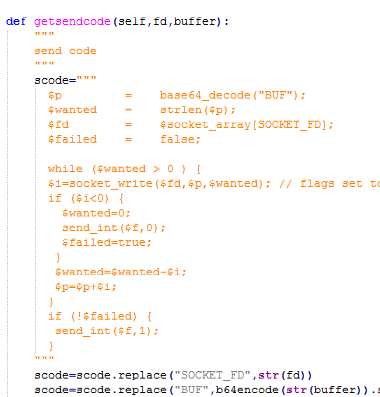 def getsendcode(self,fd,buffer):
"""
send code
"""
scode="""
$p = base64_decode("BUF");
$wanted = strlen($p);
$fd = $socket_array[SOCKET_FD];
$failed = false;
while ($wanted > 0 ) {
$i=socket_write($fd,$p,$wanted); // flags set to
if ($i<0) {
$wanted=0;
send_int($f,0);
$failed=true;
}
$wanted=$wanted-$i;
$p=$p+$i;
}
if (!$failed) {
send_int($f,1);
}
"""
scode=scode.replace("SOCKET_FD",str(fd))
scode=scode.replace("BUF",b64encode(str(buffer)).